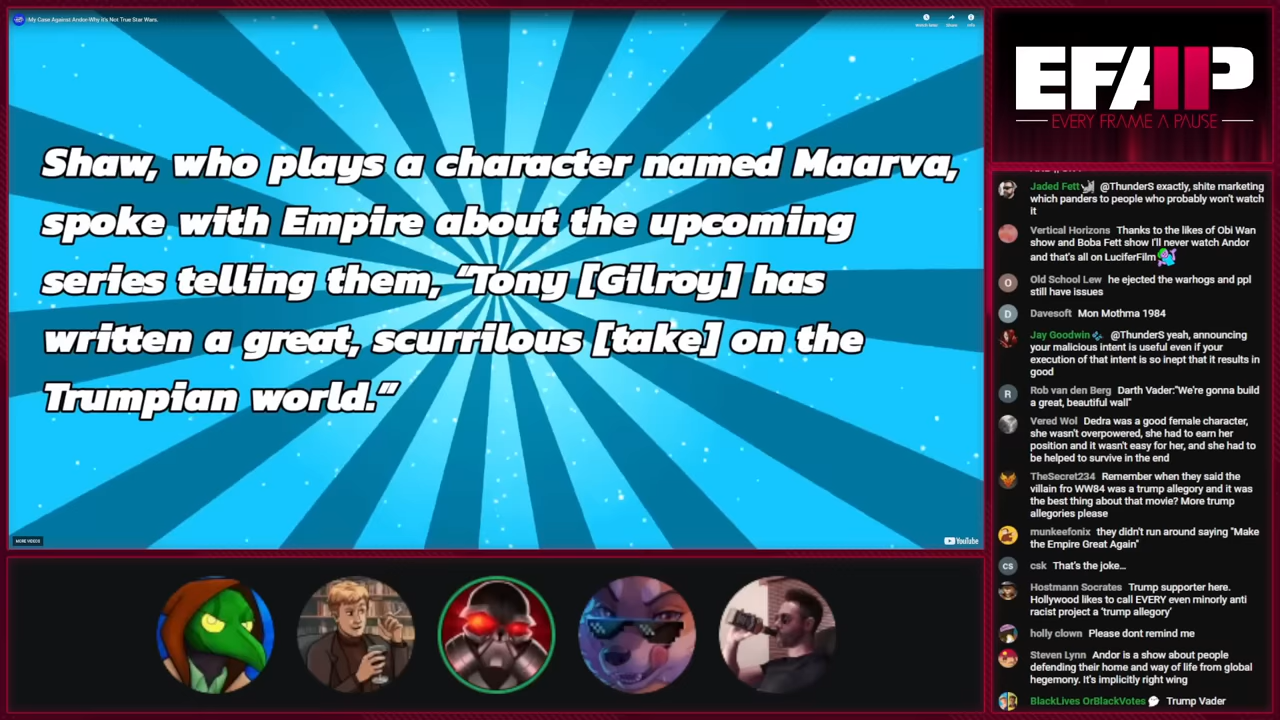 My Case Against Andor-Why It's Not True Star Wars.
Watch later
Share
Info
Shaw, who plays a character named Maarva,
spoke with Empire about the upcoming
series telling them, “Tony [Gilroy] has
written a great, scurrilous [take] on the
Trumpian world.”
MORE VIDEOS
YouTube
EFAP
EVERY FRAME A PAUSE
Jaded Fett @ThunderS exactly, shite marketing
which panders to people who probably won't watch
it
Vertical Horizons Thanks to the likes of Obi Wan
show and Boba Fett show I'll never watch Andor
and that's all on LuciferFilm
O
Old School Lew he ejected the warhogs and ppl
still have issues
D
Davesoft Mon Mothma 1984
Jay Goodwin @ThunderS yeah, announcing
your malicious intent is useful even if your
execution of that intent is so inept that it results in
good
R
Rob van den Berg Darth Vader:"We're gonna build
a great, beautiful wall"
Vered Wol Dedra was a good female character,
she wasn't overpowered, she had to earn her
position and it wasn't easy for her, and she had to
be helped to survive in the end
TheSecret234 Remember when they said the
villain fro WW84 was a trump allegory and it was
the best thing about that movie? More trump
allegories please
munkeefonix they didn't run around saying "Make
the Empire Great Again"
cs
csk That's the joke...
Hostmann Socrates Trump supporter here.
Hollywood likes to call EVERY even minorly anti
racist project a ‘trump allegory’
holly clown Please dont remind me
Steven Lynn Andor is a show about people
defending their home and way of life from global
hegemony. It's implicitly right wing
BlackLives OrBlackVotes Trump Vader